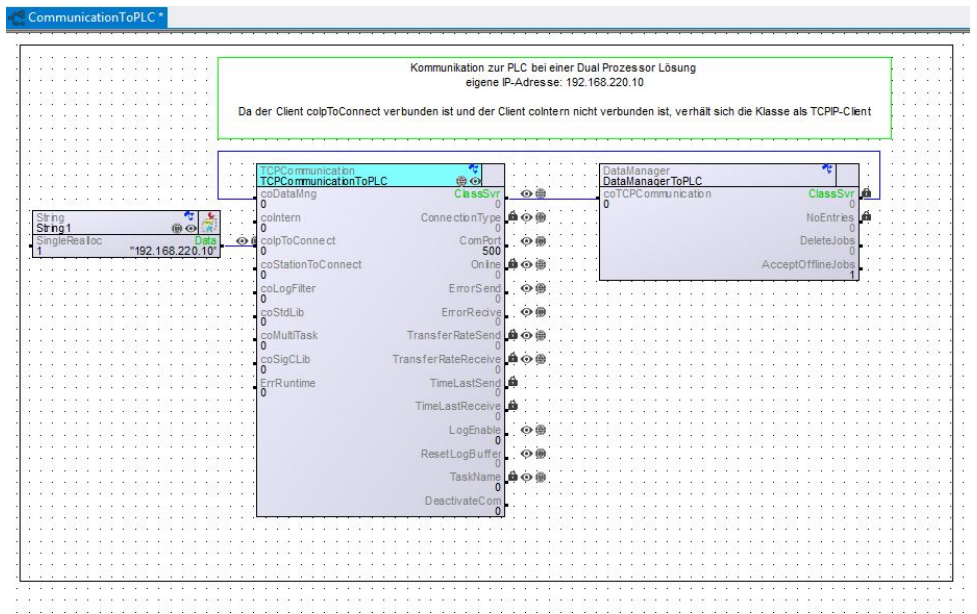 CommunicationToPLC *
Kommunikation zur PLC bei einer Dual Prozessor Lösung
eigene IP-Adresse: 192.168.220.10
Da der Client coIpToConnect verbunden ist und der Client coIntern nicht verbunden ist, verhält sich die Klasse als TCPIP-Client
String
String1
SingleRealloc
Data
1
"192.168.220.10"
TCPCommunication
TCPCommunicationToPLC
coDataMng
ClassSvr
0
0
coIntern
ConnectionType
0
0
coIpToConnect
ComPort
0
500
coStationToConnect
Online
0
0
coLogFilter
ErrorSend
0
0
coStdLib
ErrorRecive
0
0
coMultiTask
TransferRateSend
0
0
coSigCLib
TransferRateReceive
0
0
ErrRuntime
TimeLastSend
0
0
TimeLastReceive
0
LogEnable
0
ResetLogBuffer
0
TaskName
0
DeactivateCom
0
DataManager
DataManagerToPLC
coTCPCommunication
ClassSvr
0
0
NoEntries
0
DeleteJobs
0
AcceptOfflineJobs
1